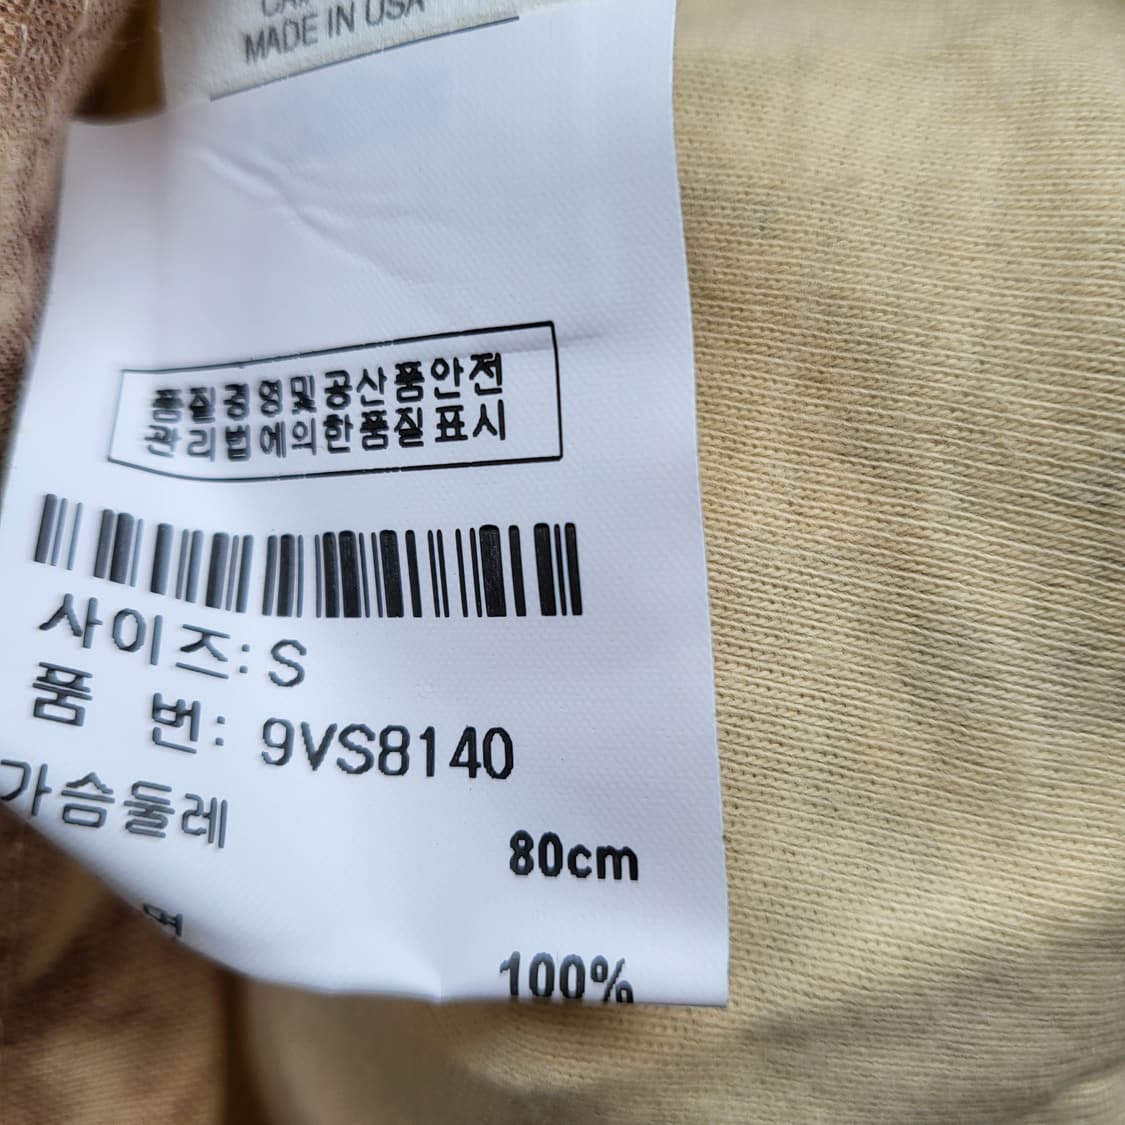 MADE IN USA
품질경영및공산품안전
관리법에의한품질표시
사이즈: S
품 번: 9VS8140
가슴둘레 80cm
면 100%